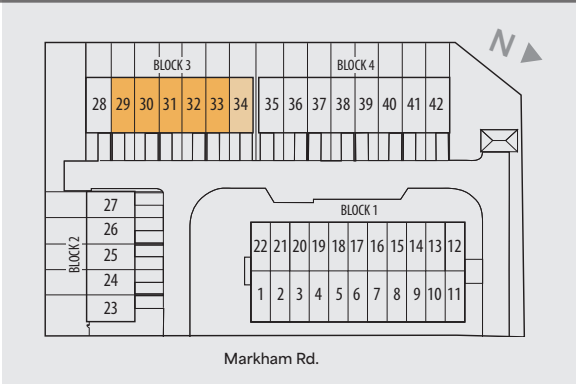 N
BLOCK 3 BLOCK 4
28 29 30 31 32 33 34 35 36 37 38 39 40 41 42
27
26
25
24
23
BLOCK 2
BLOCK 1
22 21 20 19 18 17 16 15 14 13 12
1 2 3 4 5 6 7 8 9 10 11
Markham Rd.